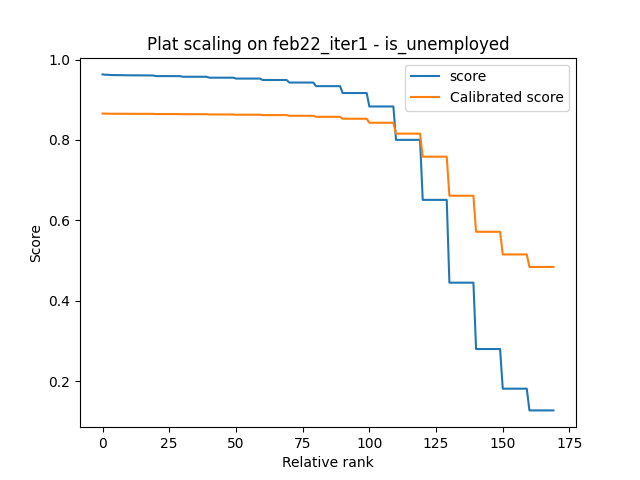 Plat scaling on feb22_iter1 - is_unemployed
score
Calibrated score
Score
1.0
0.8
0.6
0.4
0.2
0 25 50 75 100 125 150 175
Relative rank